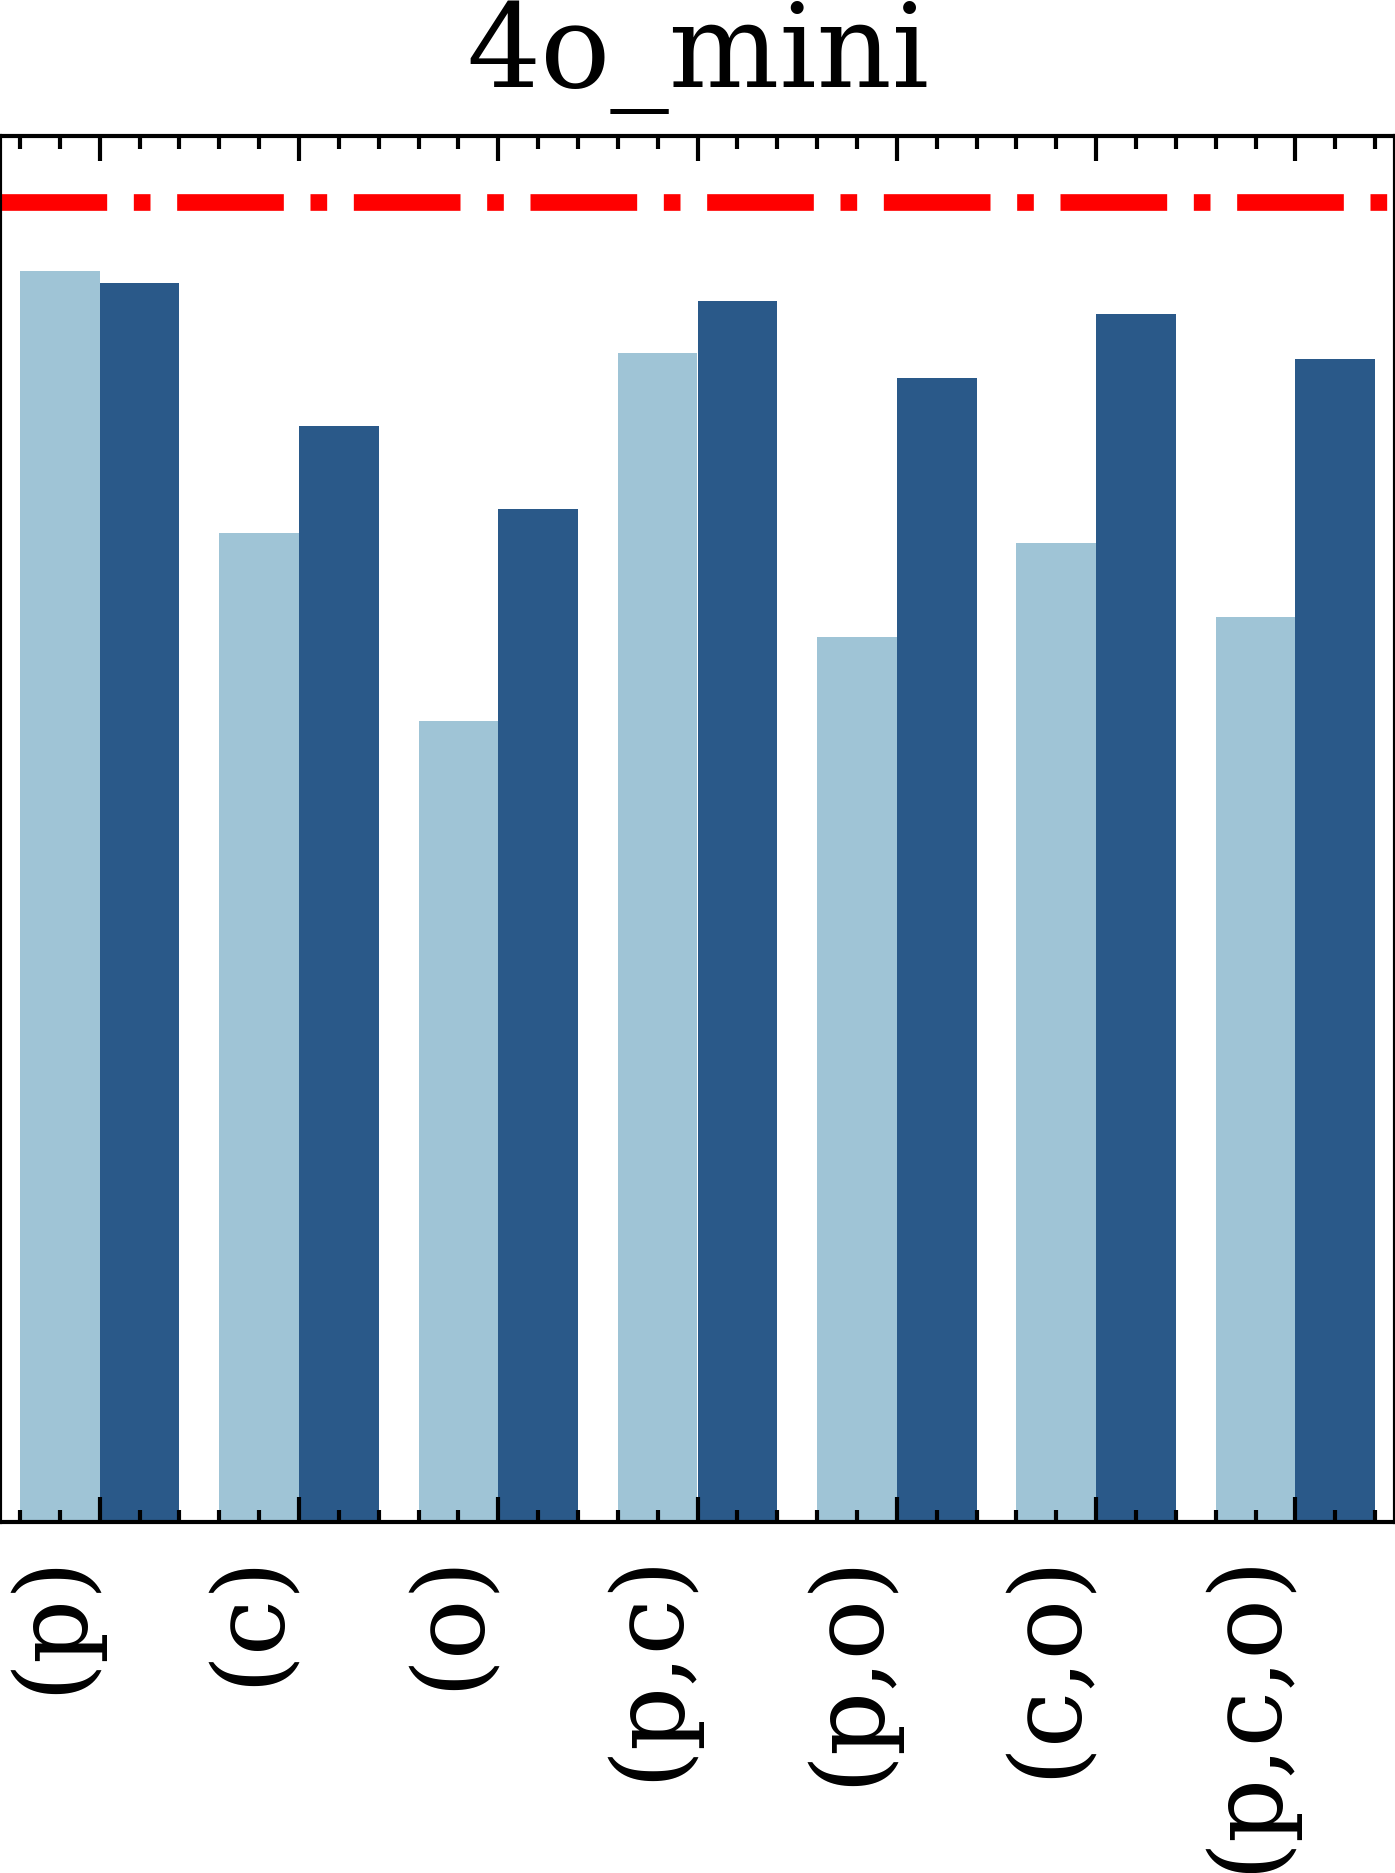 4o_mini
(p)
(c)
(o)
(p,c)
(p,o)
(c,o)
(p,c,o)